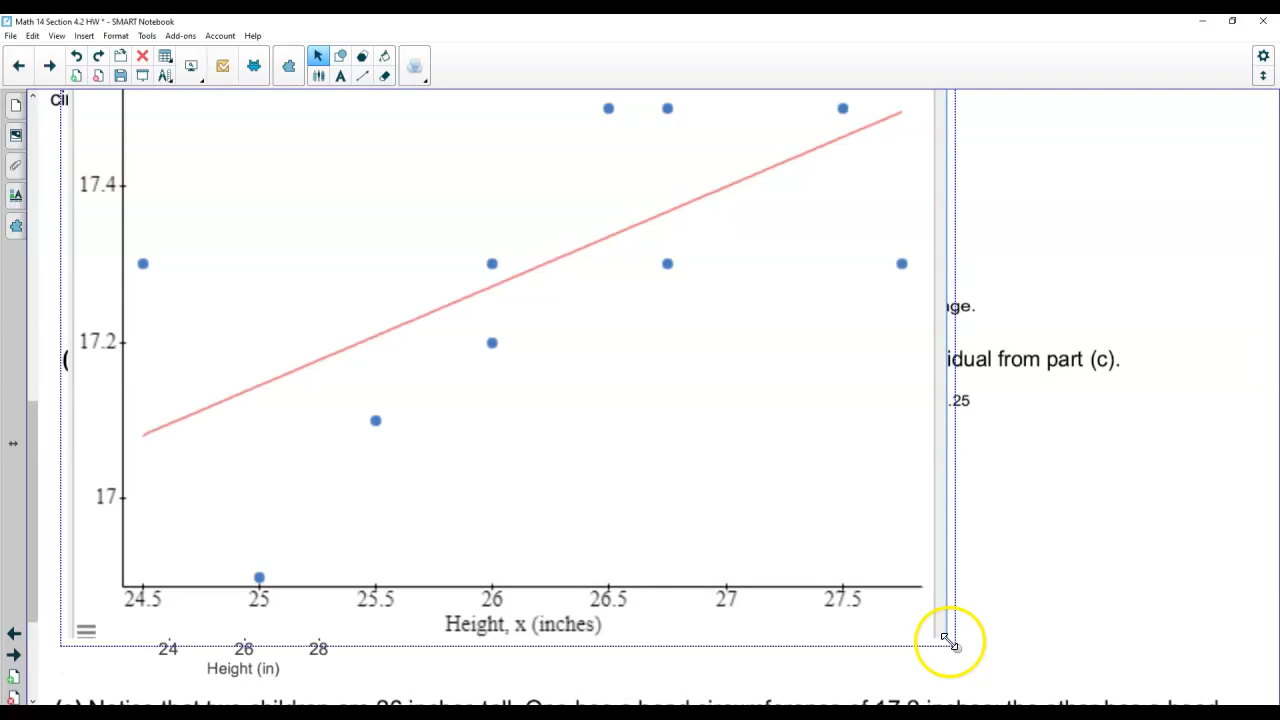 Math 14 Section 4.2 HW * - SMART Notebook
File Edit View Insert Format Tools Add-ons Account Help
17.4
17.2
17
24.5 25 25.5 26 26.5 27 27.5
Height, x (inches)
nge.
idual from part (c).
.25
24 26 28
Height (in)